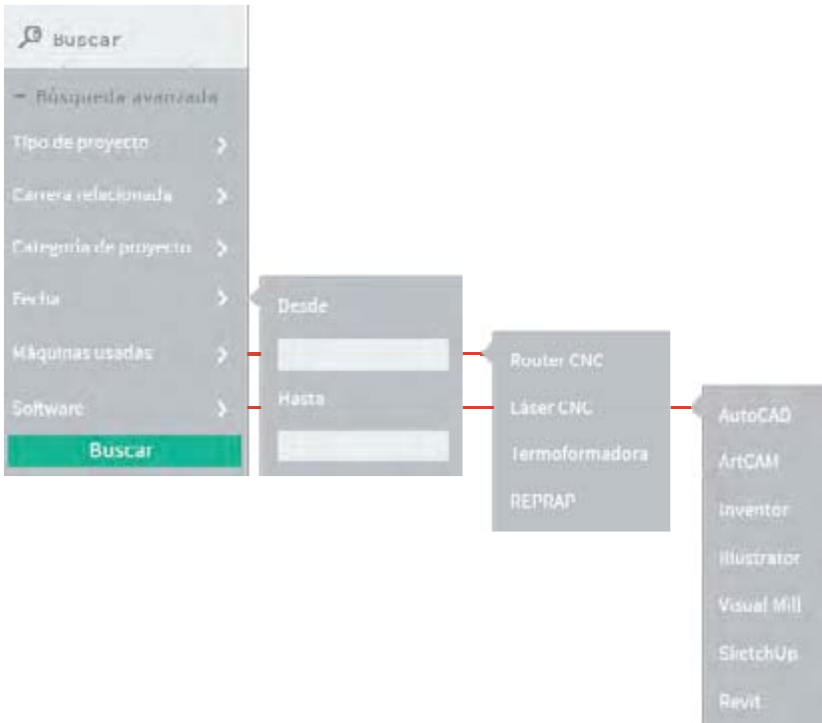 Buscar
– Búsqueda avanzada
Tipo de proyecto
Carrera relacionada
Categoría de proyecto
Fecha
Máquinas usadas
Software
Buscar
Desde
Hasta
Router CNC
Láser CNC
Termoformadora
REPRAP
AutoCAD
ArtCAM
Inventor
Illustrator
Visual Mill
SketchUp
Revit